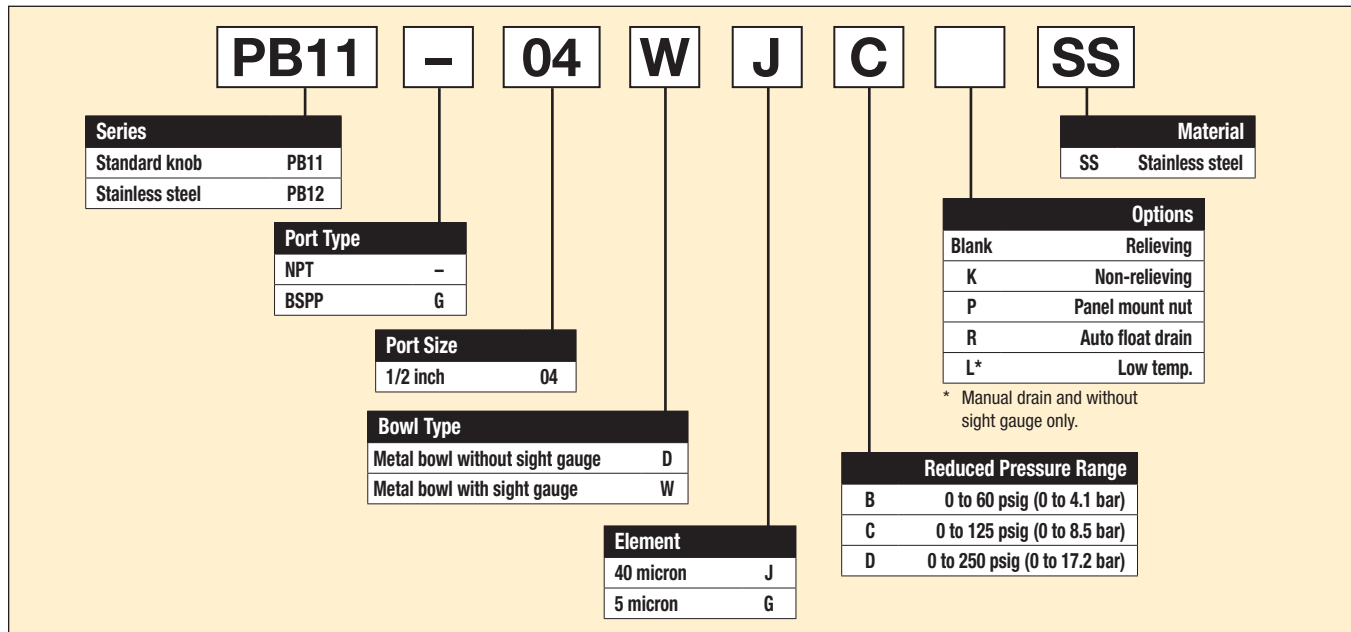 PB11 – 04 W J C SS
Series
Standard knob PB11
Stainless steel PB12
Port Type
NPT –
BSPP G
Port Size
1/2 inch 04
Bowl Type
Metal bowl without sight gauge D
Metal bowl with sight gauge W
Element
40 micron J
5 micron G
Reduced Pressure Range
B 0 to 60 psig (0 to 4.1 bar)
C 0 to 125 psig (0 to 8.5 bar)
D 0 to 250 psig (0 to 17.2 bar)
Options
Blank Relieving
K Non-relieving
P Panel mount nut
R Auto float drain
L* Low temp.
* Manual drain and without
sight gauge only.
Material
SS Stainless steel